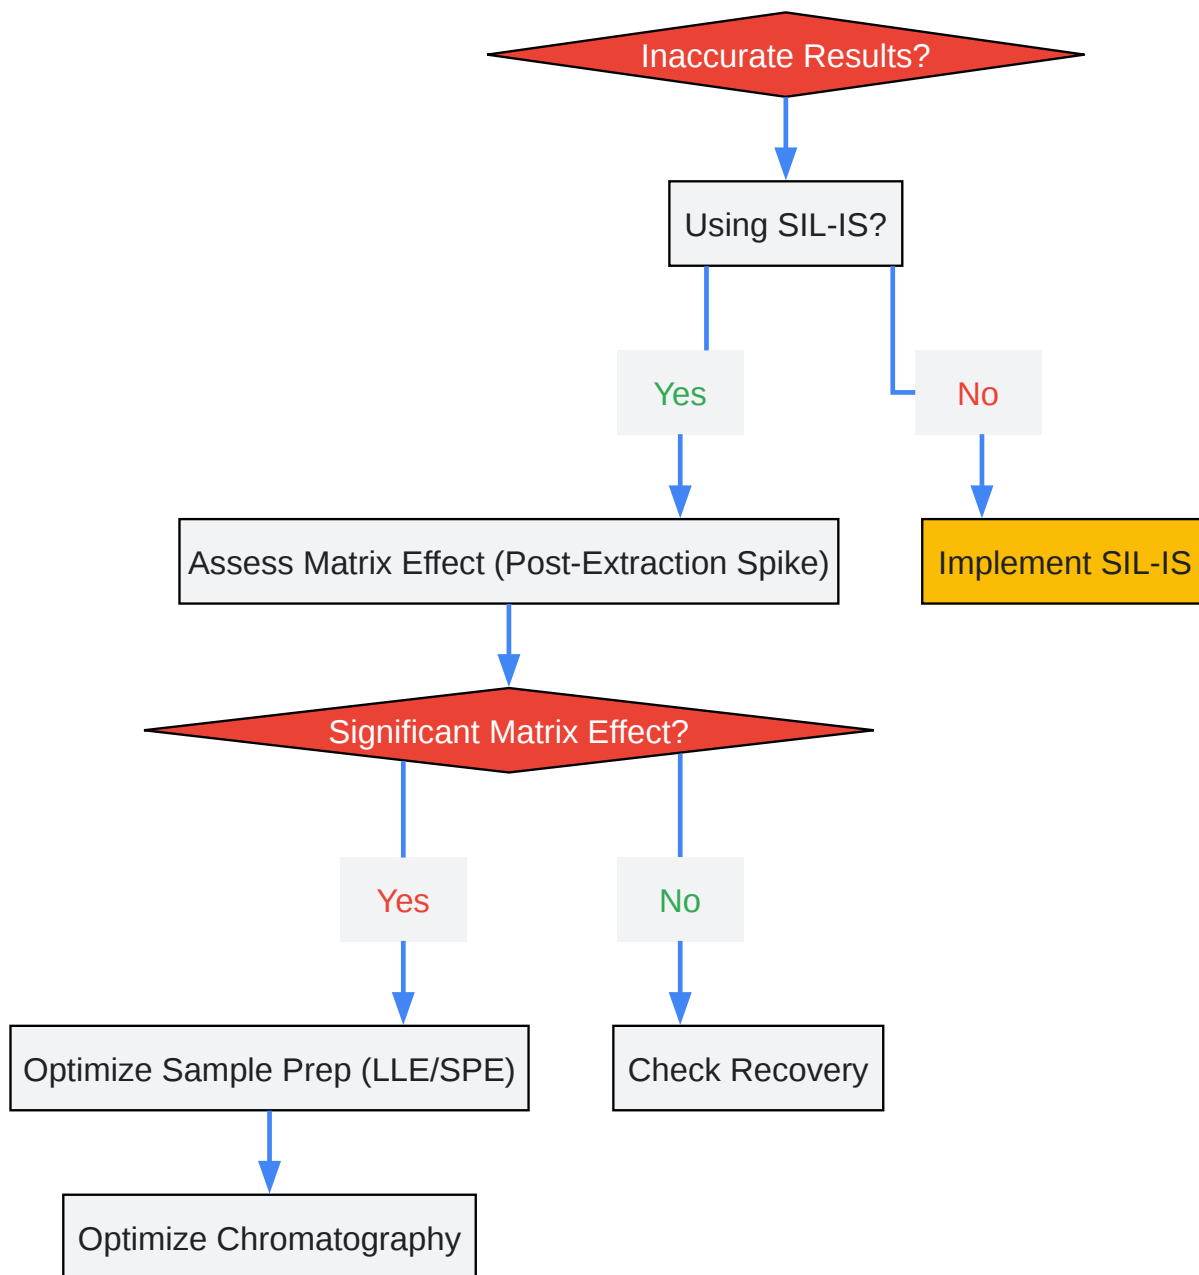 Inaccurate Results?
Using SIL-IS?
Yes
No
Assess Matrix Effect (Post-Extraction Spike)
Implement SIL-IS
Significant Matrix Effect?
Yes
No
Optimize Sample Prep (LLE/SPE)
Check Recovery
Optimize Chromatography